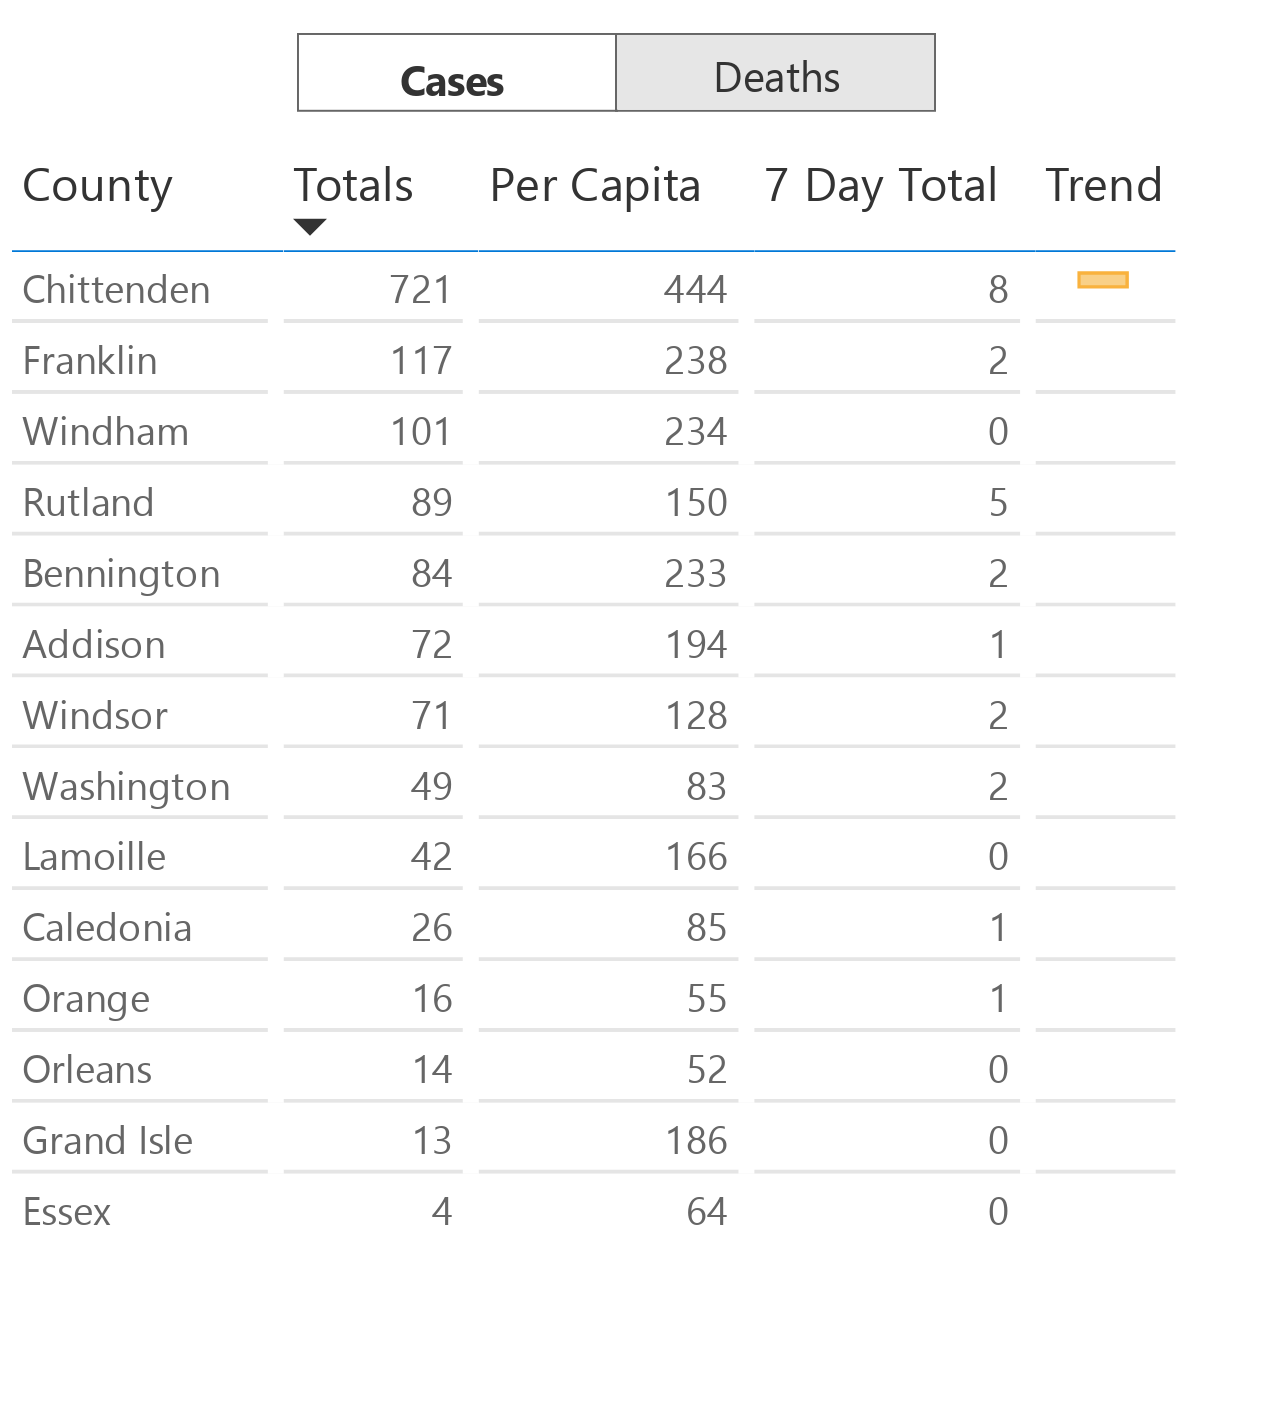 Cases Deaths
County Totals Per Capita 7 Day Total Trend
Chittenden 721 444 8
Franklin 117 238 2
Windham 101 234 0
Rutland 89 150 5
Bennington 84 233 2
Addison 72 194 1
Windsor 71 128 2
Washington 49 83 2
Lamoille 42 166 0
Caledonia 26 85 1
Orange 16 55 1
Orleans 14 52 0
Grand Isle 13 186 0
Essex 4 64 0